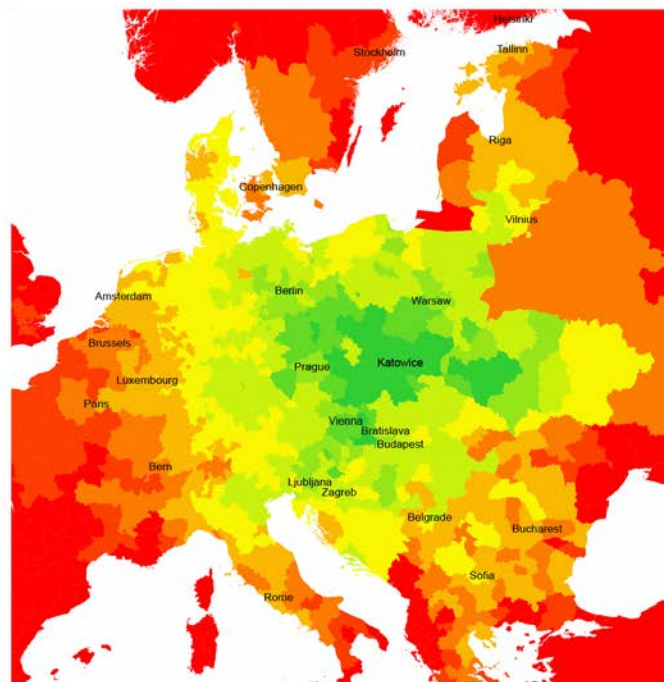 Helsinki
Stockholm
Tallinn
Riga
Copenhagen
Vilnius
Berlin
Amsterdam
Warsaw
Brussels
Prague
Katowice
Luxembourg
Paris
Vienna
Bratislava
Budapest
Bern
Ljubljana
Zagreb
Belgrade
Bucharest
Sofia
Rome